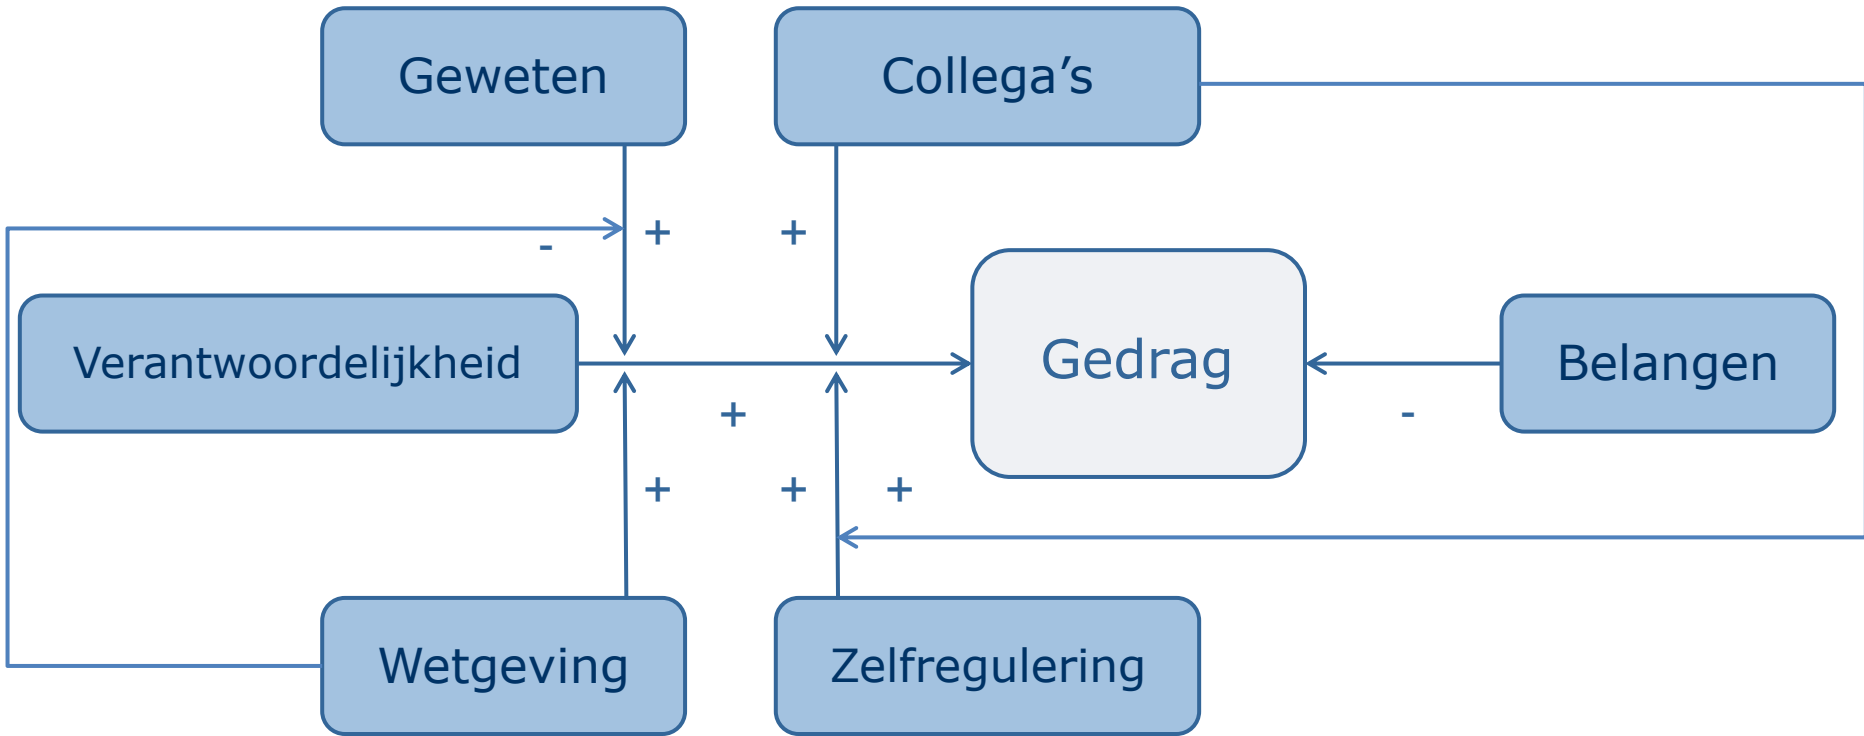 Geweten
Collega’s
+
+
-
Verantwoordelijkheid
Gedrag
Belangen
+
-
+
+
+
Wetgeving
Zelfregulering